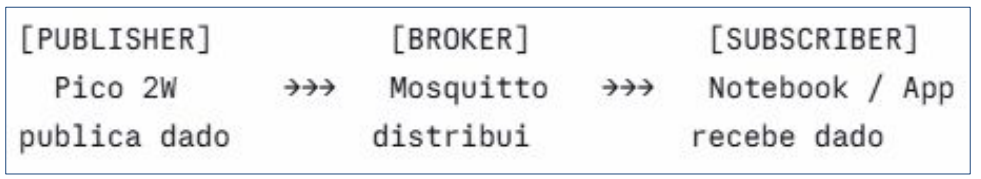 [PUBLISHER] [BROKER] [SUBSCRIBER]
Pico 2W →→→ Mosquitto →→→ Notebook / App
publica dado distribui recebe dado